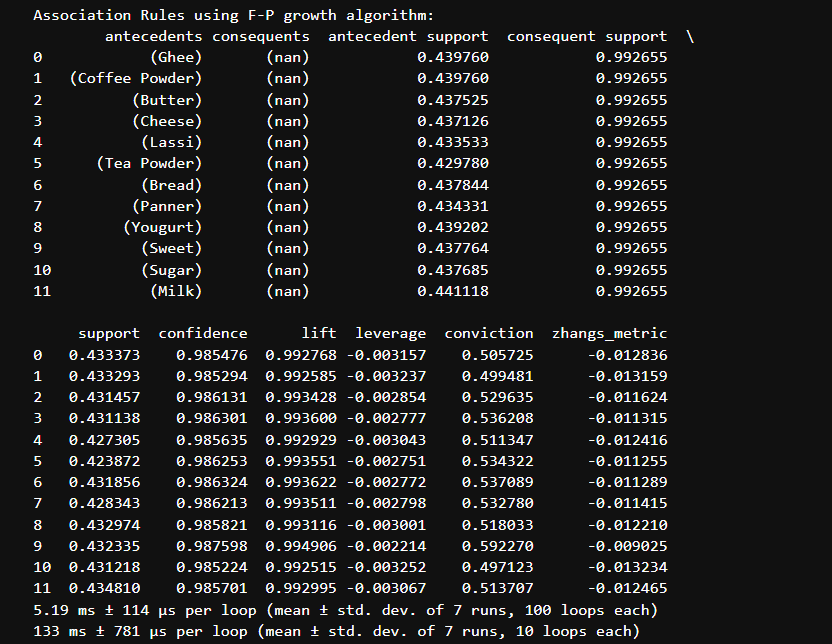 Association Rules using F-P growth algorithm:
antecedents consequents antecedent support consequent support \
0 (Ghee) (nan) 0.439760 0.992655
1 (Coffee Powder) (nan) 0.439760 0.992655
2 (Butter) (nan) 0.437525 0.992655
3 (Cheese) (nan) 0.437126 0.992655
4 (Lassi) (nan) 0.433533 0.992655
5 (Tea Powder) (nan) 0.429780 0.992655
6 (Bread) (nan) 0.437844 0.992655
7 (Panner) (nan) 0.434331 0.992655
8 (Yougurt) (nan) 0.439202 0.992655
9 (Sweet) (nan) 0.437764 0.992655
10 (Sugar) (nan) 0.437685 0.992655
11 (Milk) (nan) 0.441118 0.992655
support confidence lift leverage conviction zhangs_metric
0 0.433373 0.985476 0.992768 -0.003157 0.505725 -0.012836
1 0.433293 0.985294 0.992585 -0.003237 0.499481 -0.013159
2 0.431457 0.986131 0.993428 -0.002854 0.529635 -0.011624
3 0.431138 0.986301 0.993600 -0.002777 0.536208 -0.011315
4 0.427305 0.985635 0.992929 -0.003043 0.511347 -0.012416
5 0.423872 0.986253 0.993551 -0.002751 0.534322 -0.011255
6 0.431856 0.986324 0.993622 -0.002772 0.537089 -0.011289
7 0.428343 0.986213 0.993511 -0.002798 0.532780 -0.011415
8 0.432974 0.985821 0.993116 -0.003001 0.518033 -0.012210
9 0.432335 0.987598 0.994906 -0.002214 0.592270 -0.009025
10 0.431218 0.985224 0.992515 -0.003252 0.497123 -0.013234
11 0.434810 0.985701 0.992995 -0.003067 0.513707 -0.012465
5.19 ms ± 114 µs per loop (mean ± std. dev. of 7 runs, 100 loops each)
133 ms ± 781 µs per loop (mean ± std. dev. of 7 runs, 10 loops each)